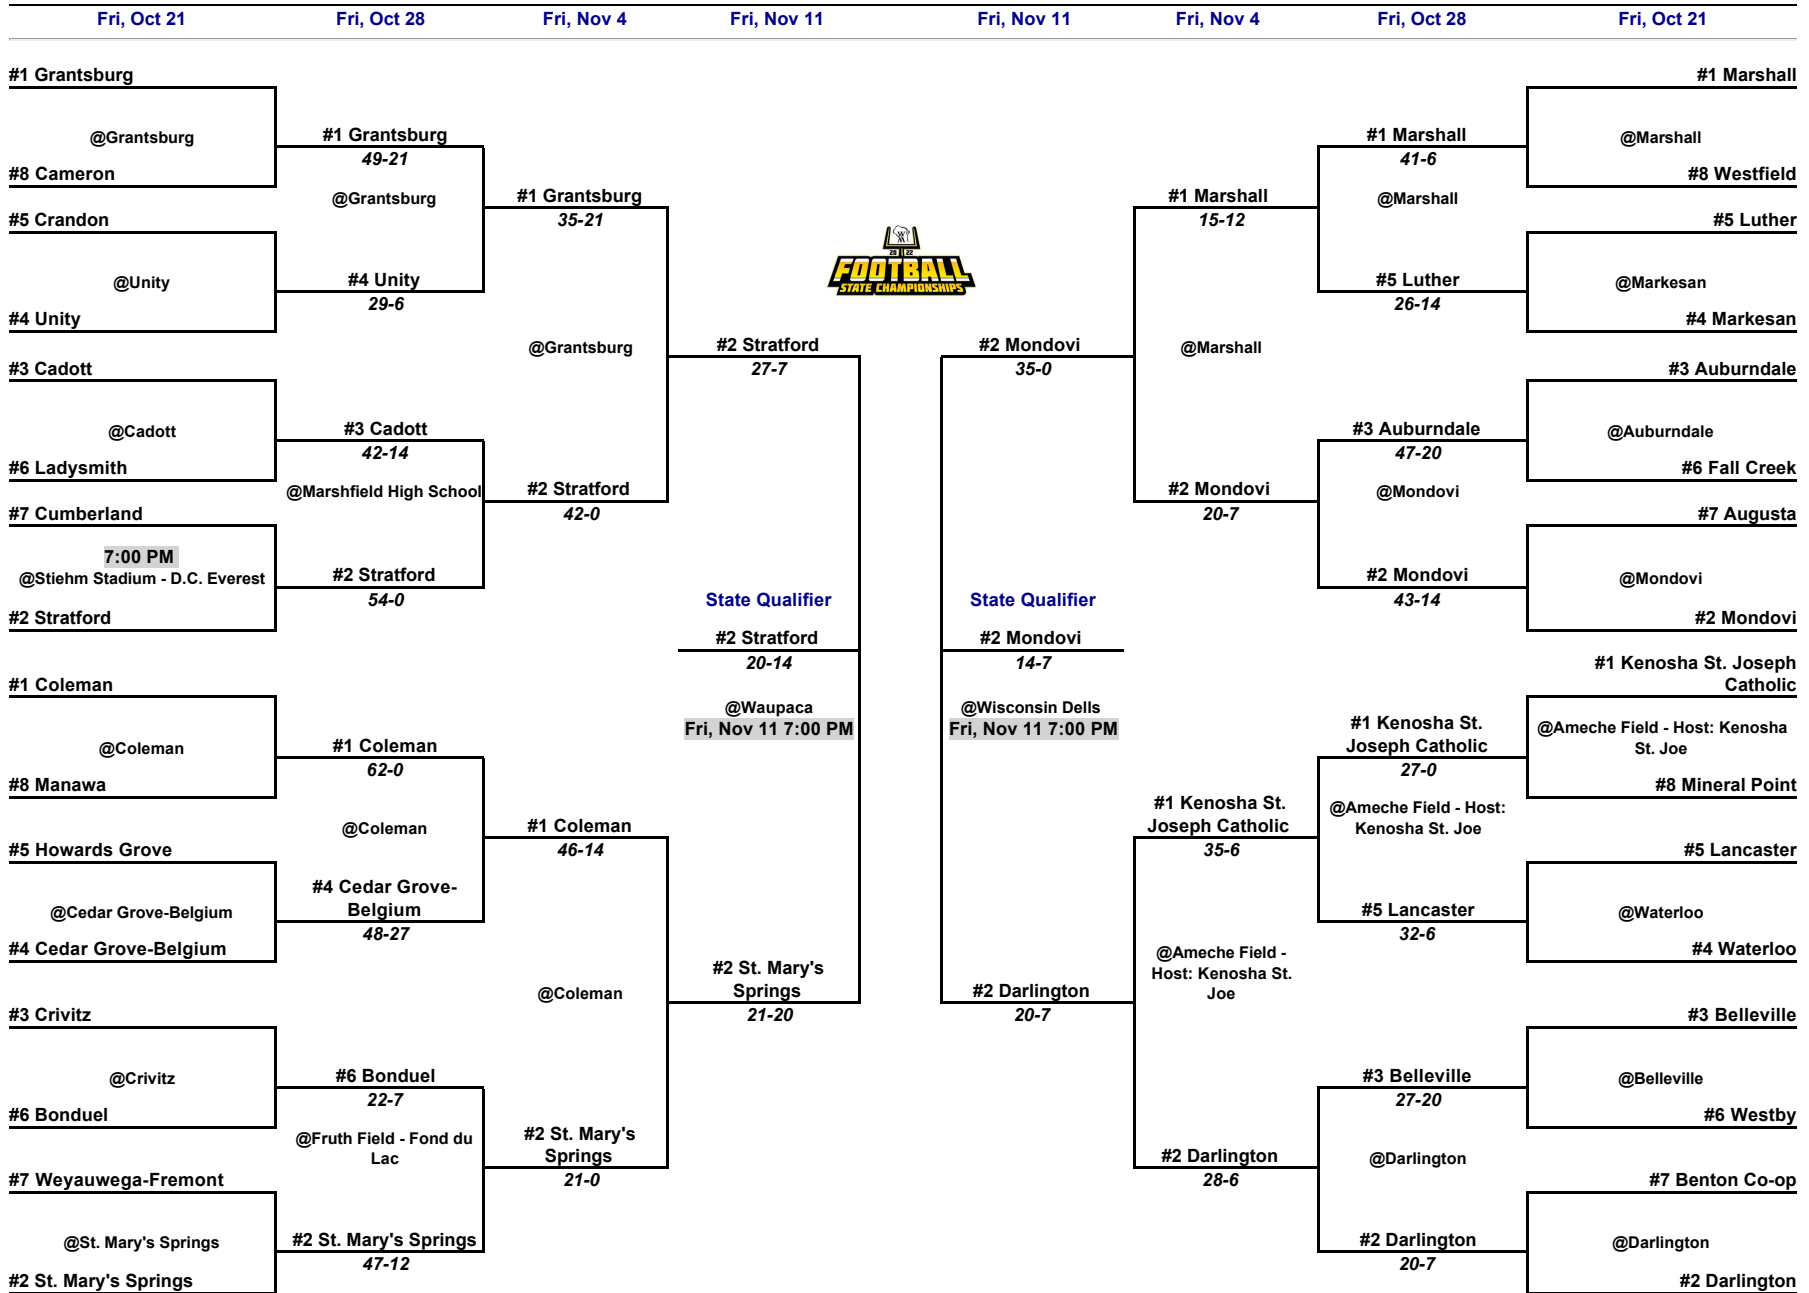 Fri, Oct 21
Fri, Oct 28
Fri, Nov 4
Fri, Nov 11
Fri, Nov 11
Fri, Nov 4
Fri, Oct 28
Fri, Oct 21
#1 Grantsburg
@Grantsburg
#8 Cameron
#5 Crandon
@Unity
#4 Unity
#3 Cadott
@Cadott
#6 Ladysmith
#7 Cumberland
7:00 PM
@Stiehm Stadium - D.C. Everest
#2 Stratford
#1 Coleman
@Coleman
#8 Manawa
#5 Howards Grove
@Cedar Grove-Belgium
#4 Cedar Grove-Belgium
#3 Crivitz
@Crivitz
#6 Bonduel
#7 Weyauwega-Fremont
@St. Mary's Springs
#2 St. Mary's Springs
#1 Grantsburg
49-21
@Grantsburg
#4 Unity
29-6
#3 Cadott
42-14
@Marshfield High School
#2 Stratford
54-0
#1 Coleman
62-0
@Coleman
#4 Cedar Grove-
Belgium
48-27
#6 Bonduel
22-7
@Fruth Field - Fond du
Lac
#2 St. Mary's Springs
47-12
#1 Grantsburg
35-21
@Grantsburg
#2 Stratford
42-0
#1 Coleman
46-14
@Coleman
#2 St. Mary's
Springs
21-0
#2 Stratford
27-7
State Qualifier
#2 Stratford
20-14
@Waupaca
Fri, Nov 11 7:00 PM
#2 St. Mary's
Springs
21-20
20 22
FOOTBALL
STATE CHAMPIONSHIPS
#2 Mondovi
35-0
State Qualifier
#2 Mondovi
14-7
@Wisconsin Dells
Fri, Nov 11 7:00 PM
#2 Darlington
20-7
#1 Marshall
15-12
@Marshall
#2 Mondovi
20-7
#1 Kenosha St.
Joseph Catholic
35-6
@Ameche Field -
Host: Kenosha St.
Joe
#2 Darlington
28-6
#1 Marshall
41-6
@Marshall
#5 Luther
26-14
#3 Auburndale
47-20
@Mondovi
#2 Mondovi
43-14
#1 Kenosha St.
Joseph Catholic
27-0
@Ameche Field - Host:
Kenosha St. Joe
#5 Lancaster
32-6
#3 Belleville
27-20
@Darlington
#2 Darlington
20-7
#1 Marshall
@Marshall
#8 Westfield
#5 Luther
@Markesan
#4 Markesan
#3 Auburndale
@Auburndale
#6 Fall Creek
#7 Augusta
@Mondovi
#2 Mondovi
#1 Kenosha St. Joseph
Catholic
@Ameche Field - Host: Kenosha
St. Joe
#8 Mineral Point
#5 Lancaster
@Waterloo
#4 Waterloo
#3 Belleville
@Belleville
#6 Westby
#7 Benton Co-op
@Darlington
#2 Darlington